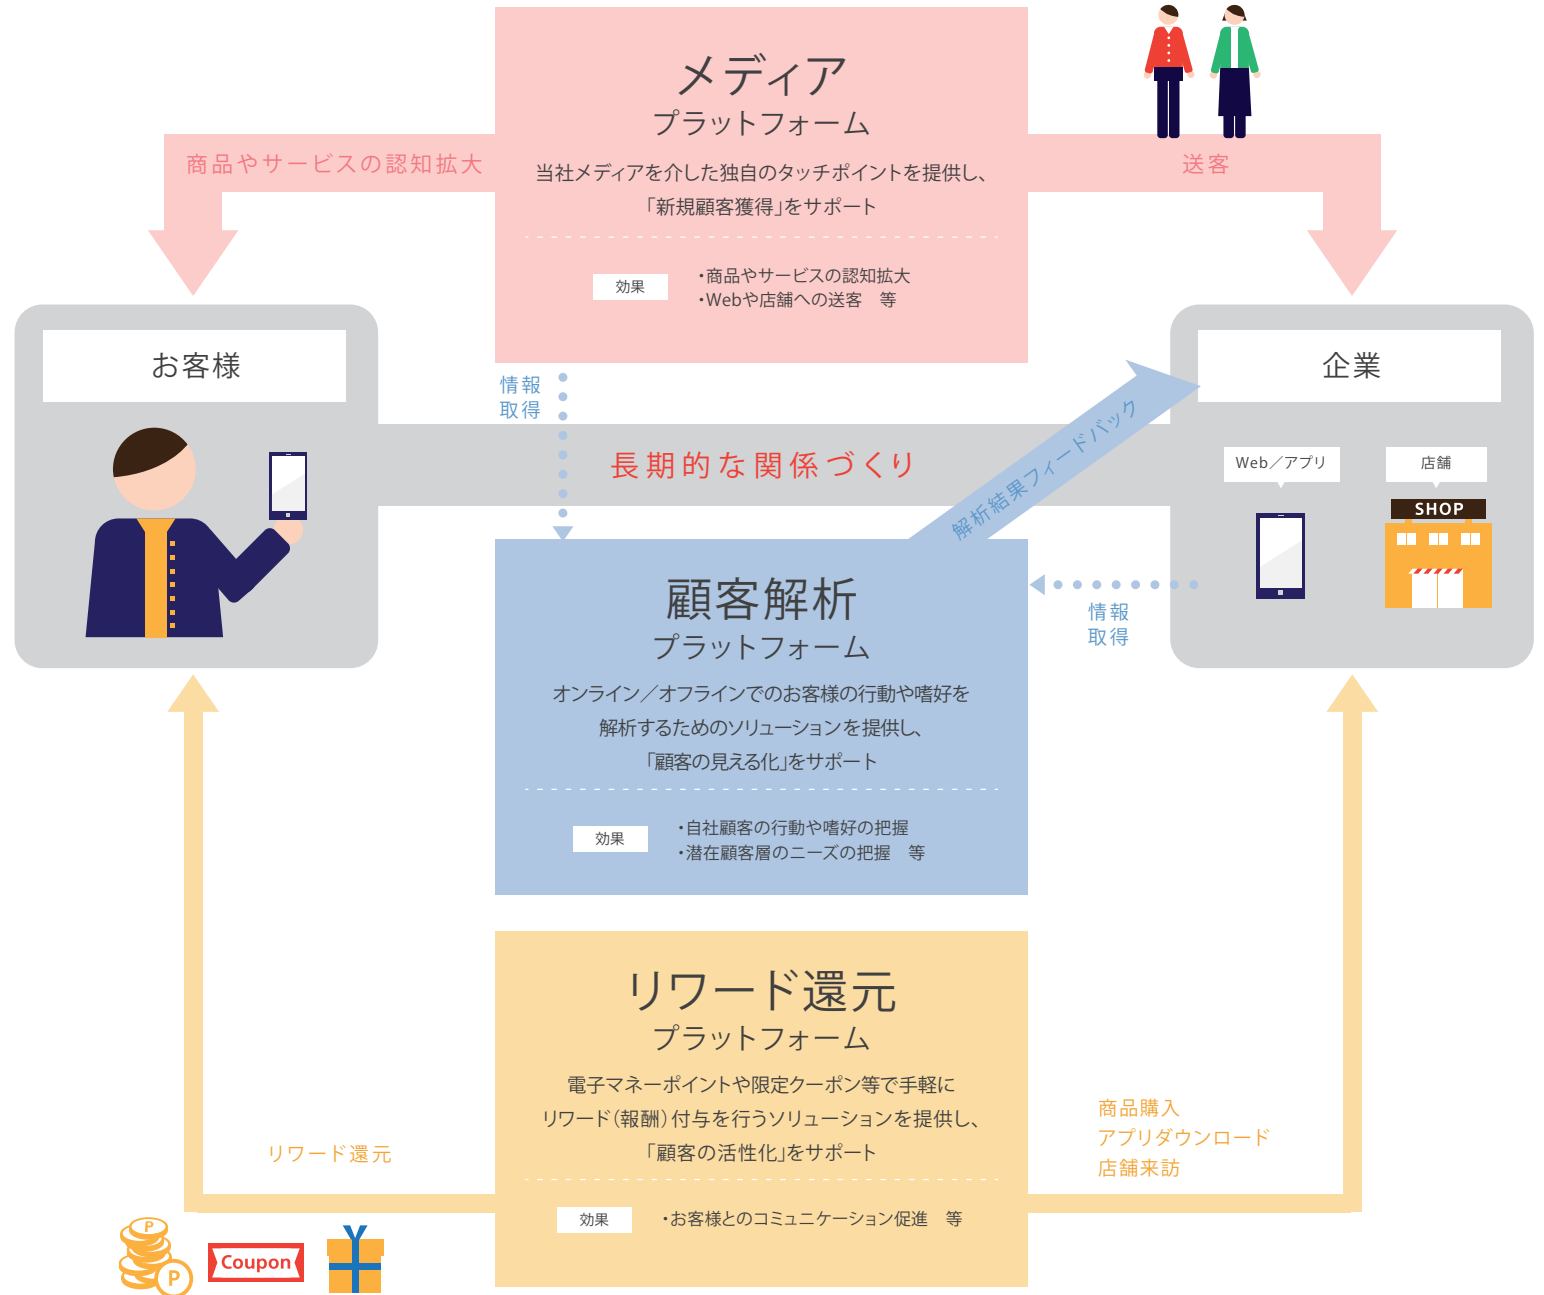 メディア
プラットフォーム
当社メディアを介した独自のタッチポイントを提供し、
「新規顧客獲得」をサポート
効果
・商品やサービスの認知拡大
・Webや店舗への送客　等
商品やサービスの認知拡大
送客
お客様
企業
Web／アプリ
店舗
SHOP
情報
取得
長期的な関係づくり
解析結果フィードバック
顧客解析
プラットフォーム
オンライン／オフラインでのお客様の行動や嗜好を
解析するためのソリューションを提供し、
「顧客の見える化」をサポート
効果
・自社顧客の行動や嗜好の把握
・潜在顧客層のニーズの把握　等
情報
取得
リワード還元
プラットフォーム
電子マネーポイントや限定クーポン等で手軽に
リワード（報酬）付与を行うソリューションを提供し、
「顧客の活性化」をサポート
効果
・お客様とのコミュニケーション促進　等
リワード還元
商品購入
アプリダウンロード
店舗来訪
P
P
Coupon